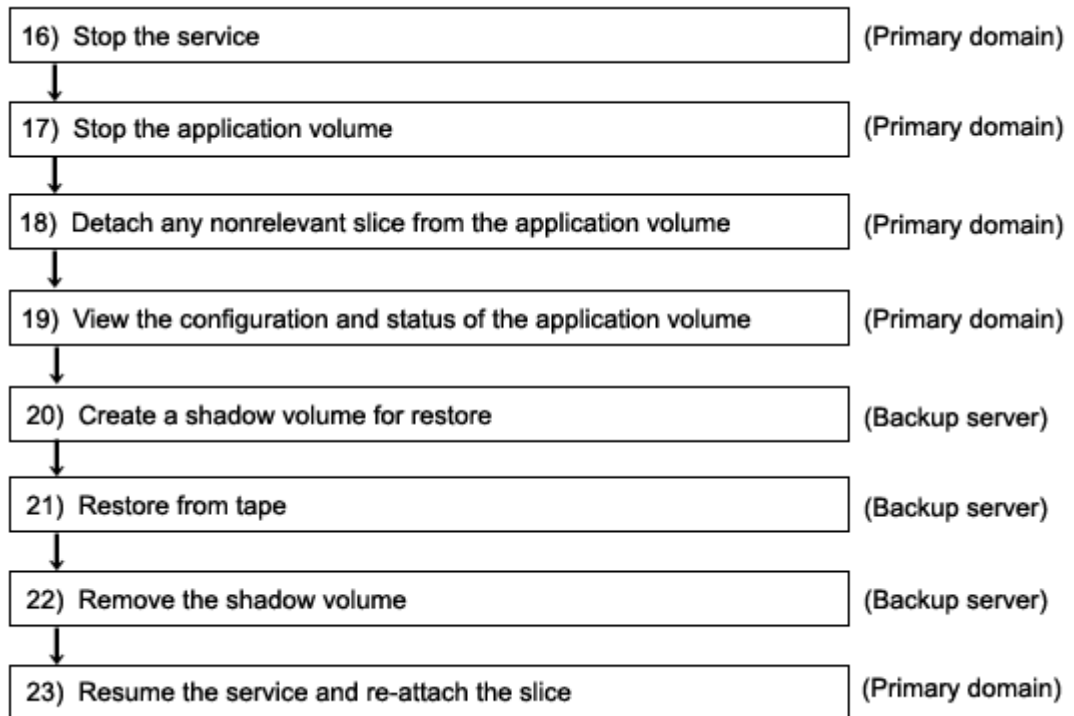 16) Stop the service (Primary domain)
17) Stop the application volume (Primary domain)
18) Detach any nonrelevant slice from the application volume (Primary domain)
19) View the configuration and status of the application volume (Primary domain)
20) Create a shadow volume for restore (Backup server)
21) Restore from tape (Backup server)
22) Remove the shadow volume (Backup server)
23) Resume the service and re-attach the slice (Primary domain)